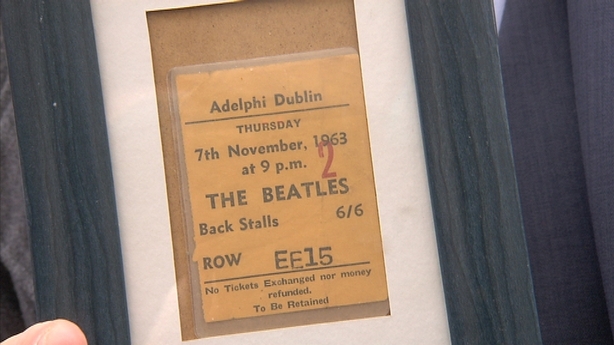 Adelphi Dublin
THURSDAY
7th November, 1963
at 9 p.m. 2
THE BEATLES
Back Stalls 6/6
ROW EE15
No Tickets Exchanged nor money
refunded.
To Be Retained